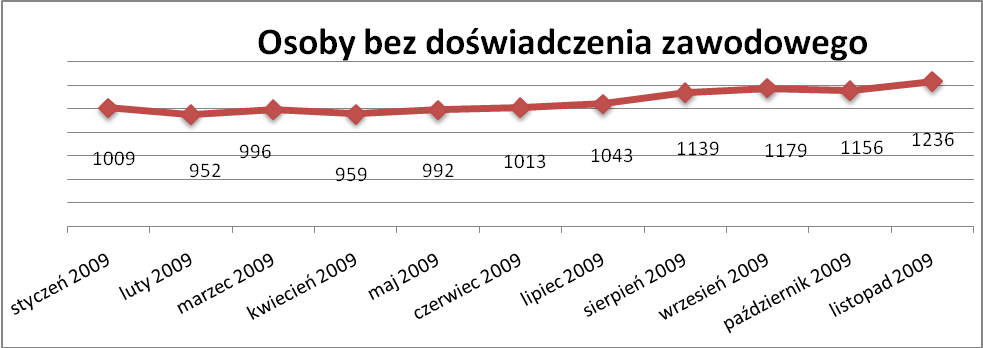 Osoby bez doświadczenia zawodowego
1009
952
996
959
992
1013
1043
1139
1179
1156
1236
styczeń 2009
luty 2009
marzec 2009
kwiecień 2009
maj 2009
czerwiec 2009
lipiec 2009
sierpień 2009
wrzesień 2009
październik 2009
listopad 2009